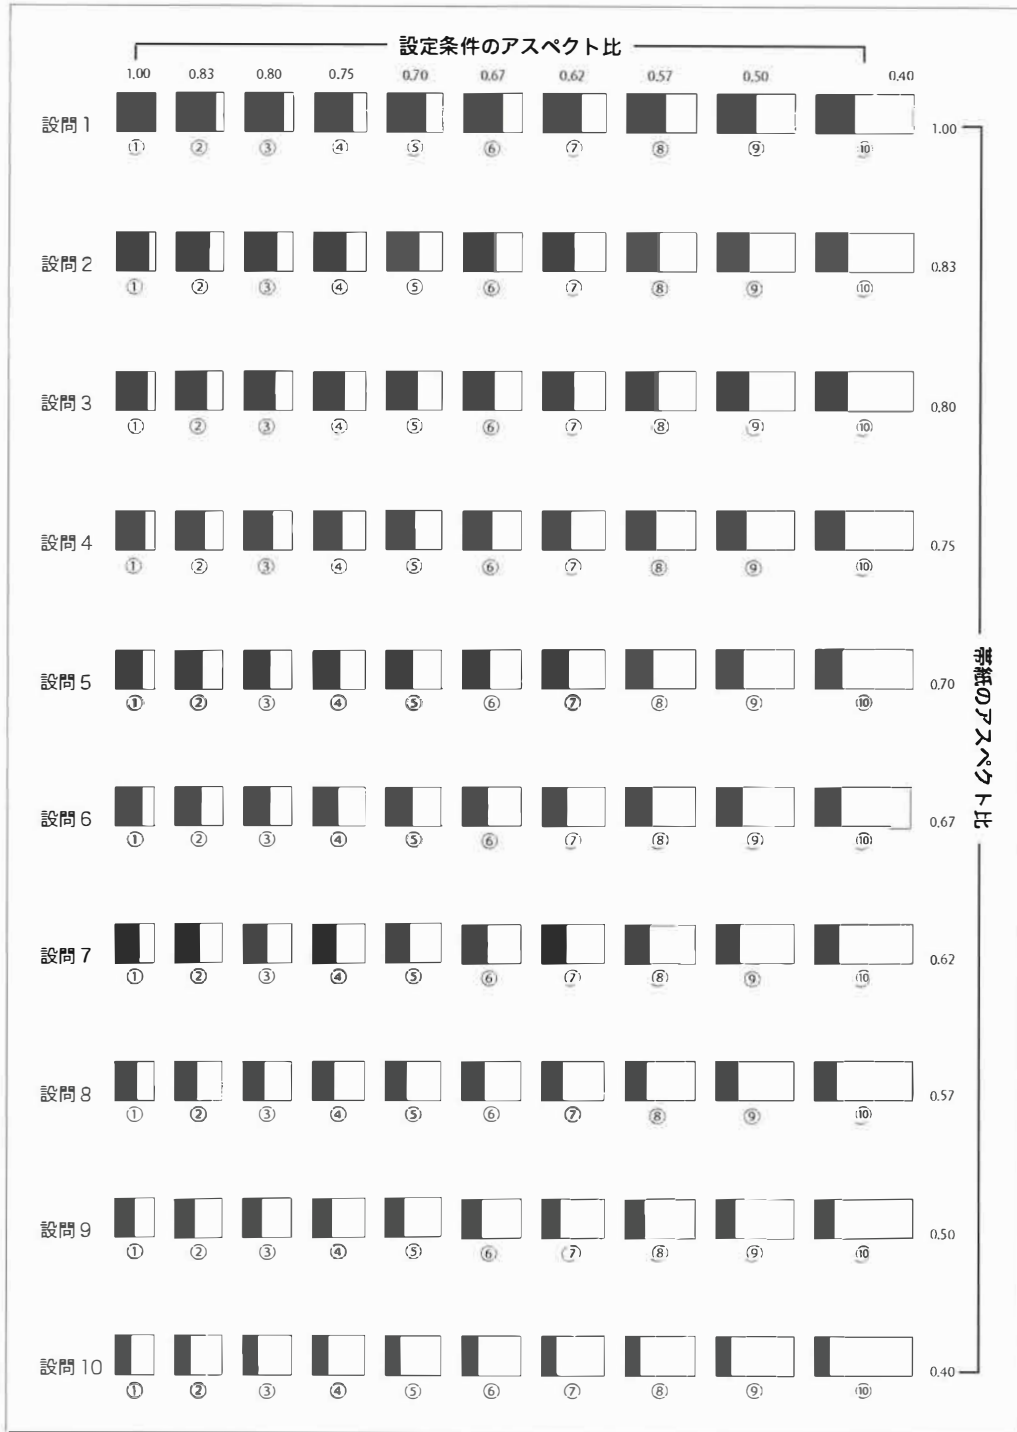 設定条件のアスペクト比
1.00 0.83 0.80 0.75 0.70 0.67 0.62 0.57 0.50 0.40
設問 1 1.00
① ② ③ ④ ⑤ ⑥ ⑦ ⑧ ⑨ ⑩
設問 2 0.83
① ② ③ ④ ⑤ ⑥ ⑦ ⑧ ⑨ ⑩
設問 3 0.80
① ② ③ ④ ⑤ ⑥ ⑦ ⑧ ⑨ ⑩
設問 4 0.75
① ② ③ ④ ⑤ ⑥ ⑦ ⑧ ⑨ ⑩
設問 5 0.70
① ② ③ ④ ⑤ ⑥ ⑦ ⑧ ⑨ ⑩
帯紙のアスペクト比
設問 6 0.67
① ② ③ ④ ⑤ ⑥ ⑦ ⑧ ⑨ ⑩
設問 7 0.62
① ② ③ ④ ⑤ ⑥ ⑦ ⑧ ⑨ ⑩
設問 8 0.57
① ② ③ ④ ⑤ ⑥ ⑦ ⑧ ⑨ ⑩
設問 9 0.50
① ② ③ ④ ⑤ ⑥ ⑦ ⑧ ⑨ ⑩
設問 10 0.40
① ② ③ ④ ⑤ ⑥ ⑦ ⑧ ⑨ ⑩